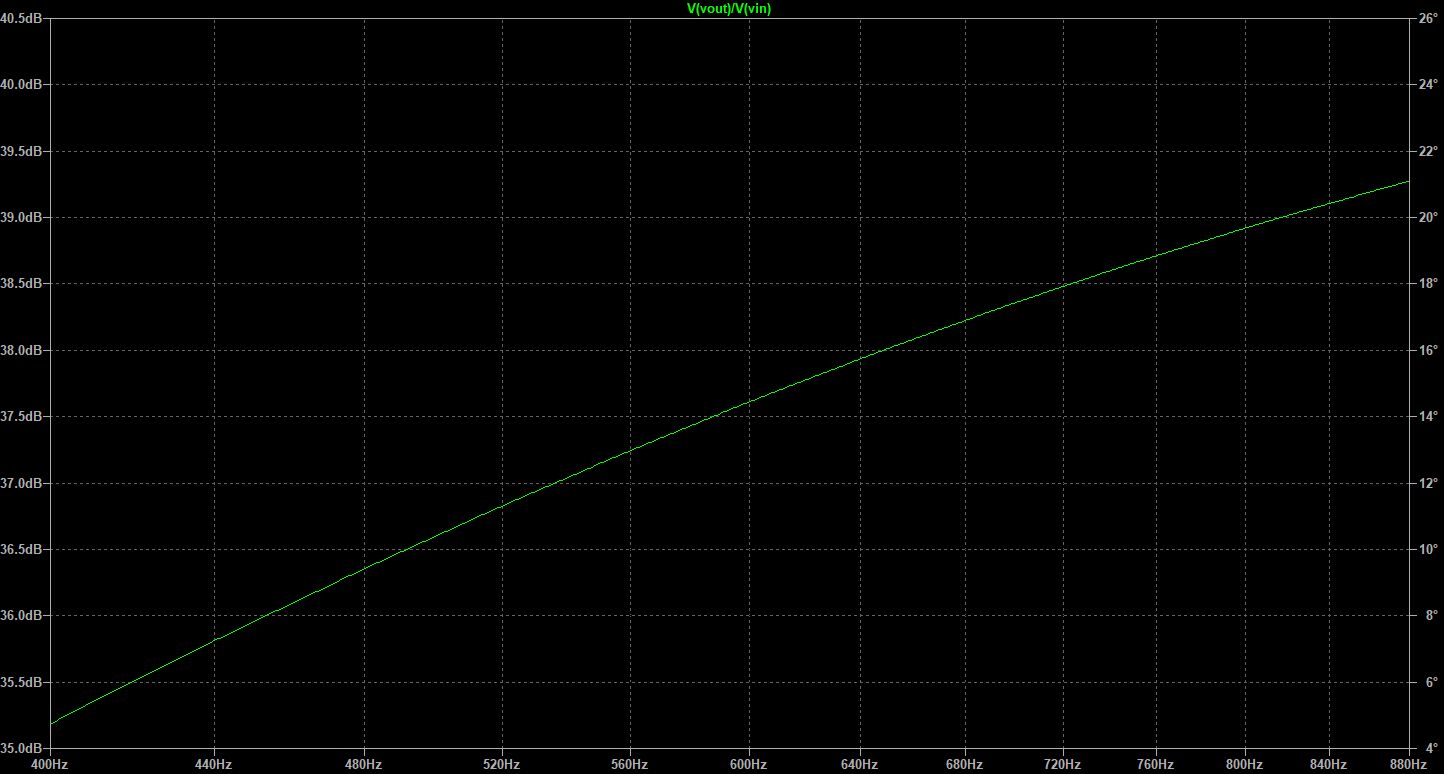 V(vout)/V(vin)
40.5dB 26°
40.0dB 24°
39.5dB 22°
39.0dB 20°
38.5dB 18°
38.0dB 16°
37.5dB 14°
37.0dB 12°
36.5dB 10°
36.0dB 8°
35.5dB 6°
35.0dB 4°
400Hz 440Hz 480Hz 520Hz 560Hz 600Hz 640Hz 680Hz 720Hz 760Hz 800Hz 840Hz 880Hz